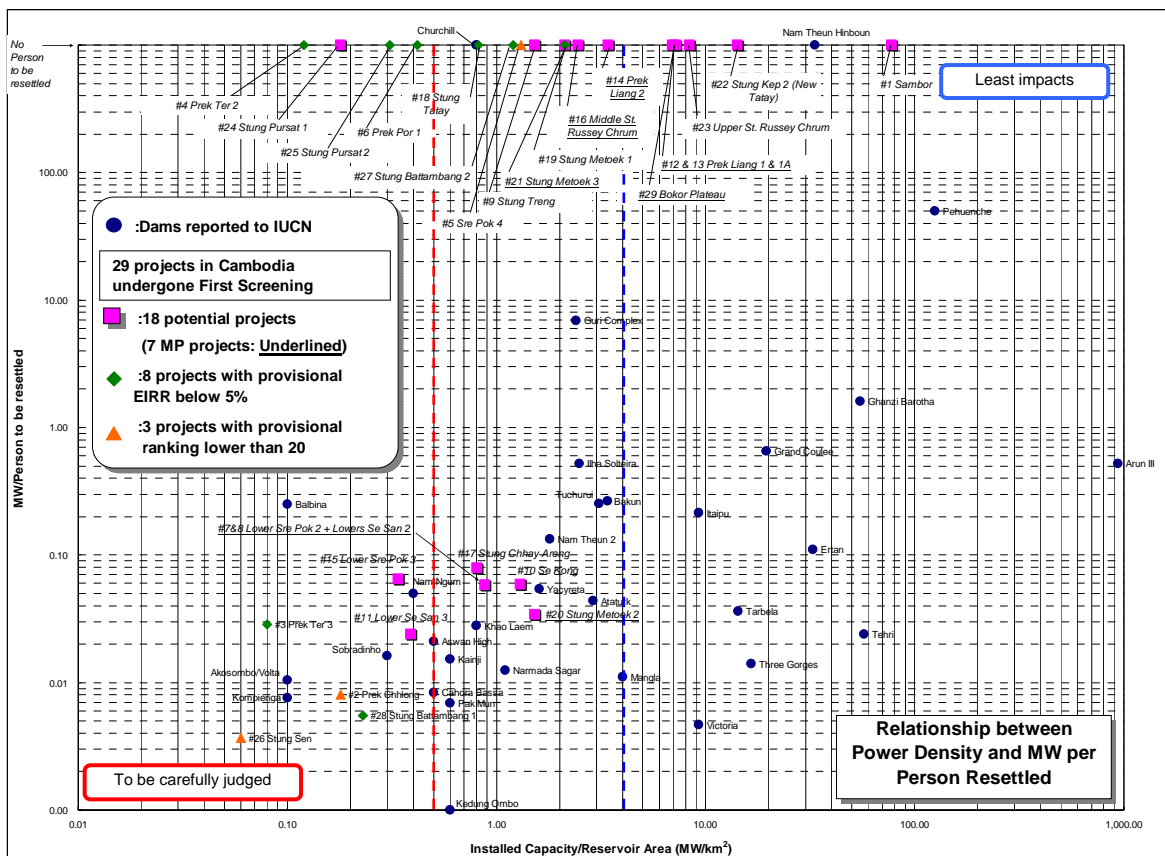 No
Person
to be
resettled
Churchill
Nam Theun Hinboun
Least impacts
#4 Prek Ter 2
#24 Stung Pursat 1
#25 Stung Pursat 2
#6 Prek Por 1
#18 Stung
Tatay
#27 Stung Battambang 2
#5 Sre Pok 4
#9 Stung Treng
#21 Stung Metoek 3
#19 Stung Metoek 1
#16 Middle St.
Russey Chrum
#14 Prek
Liang 2
#29 Bokor Plateau
#12 & 13 Prek Liang 1 & 1A
#23 Upper St. Russey Chrum
#22 Stung Kep 2 (New
Tatay)
#1 Sambor
:Dams reported to IUCN
29 projects in Cambodia
undergone First Screening
:18 potential projects
(7 MP projects: Underlined)
:8 projects with provisional
EIRR below 5%
:3 projects with provisional
ranking lower than 20
100.00
10.00
1.00
0.10
0.01
0.00
MW/Person to be resettled
Pehuenche
Guri Complex
Ghanzi Barotha
Grand Coulee
Arun III
Ilha Solteira
Tuchurui
Bakun
Itaipu
Balbina
#7&8 Lower Sre Pok 2 + Lowers Se San 2
Nam Theun 2
Ertan
#17 Stung Chhay Areng
#15 Lower Sre Pok 3
#10 Se Kong
Nam Ngum
Yacyreta
Ataturk
#11 Lower Se San 3
#20 Stung Metoek 2
Tarbela
#3 Prek Ter 3
Khao Laem
Aswan High
Tehri
Sobradinho
Kainji
Narmada Sagar
Three Gorges
Mangla
Akosombo/Volta
Kompienga
#2 Prek Chhlong
Cahora Bassa
Pak Mun
#28 Stung Battambang 1
Victoria
#26 Stung Sen
Relationship between
Power Density and MW per
Person Resettled
To be carefully judged
Kedung Ombo
0.01
0.10
1.00
10.00
100.00
1,000.00
Installed Capacity/Reservoir Area (MW/km²)